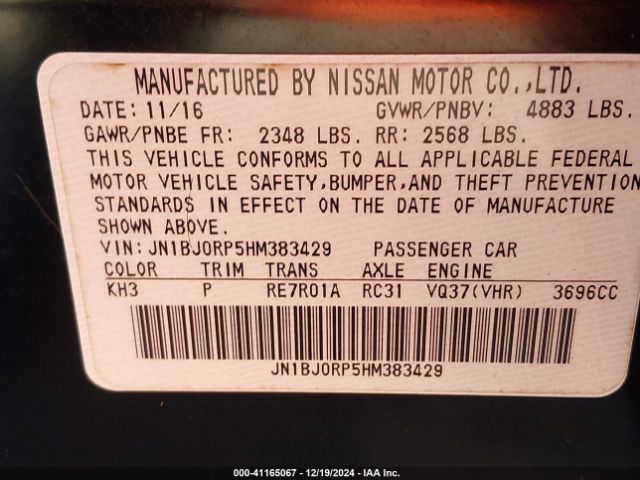 MANUFACTURED BY NISSAN MOTOR CO.,LTD.
DATE: 11/16 GVWR/PNBV: 4883 LBS.
GAWR/PNBE FR: 2348 LBS. RR: 2568 LBS.
THIS VEHICLE CONFORMS TO ALL APPLICABLE FEDERAL
MOTOR VEHICLE SAFETY,BUMPER,AND THEFT PREVENTION
STANDARDS IN EFFECT ON THE DATE OF MANUFACTURE
SHOWN ABOVE.
VIN: JN1BJ0RP5HM383429 PASSENGER CAR
COLOR TRIM TRANS AXLE ENGINE
KH3 P RE7R01A RC31 VQ37(VHR) 3696CC
JN1BJ0RP5HM383429
000-41165067 - 12/19/2024 - IAA Inc.